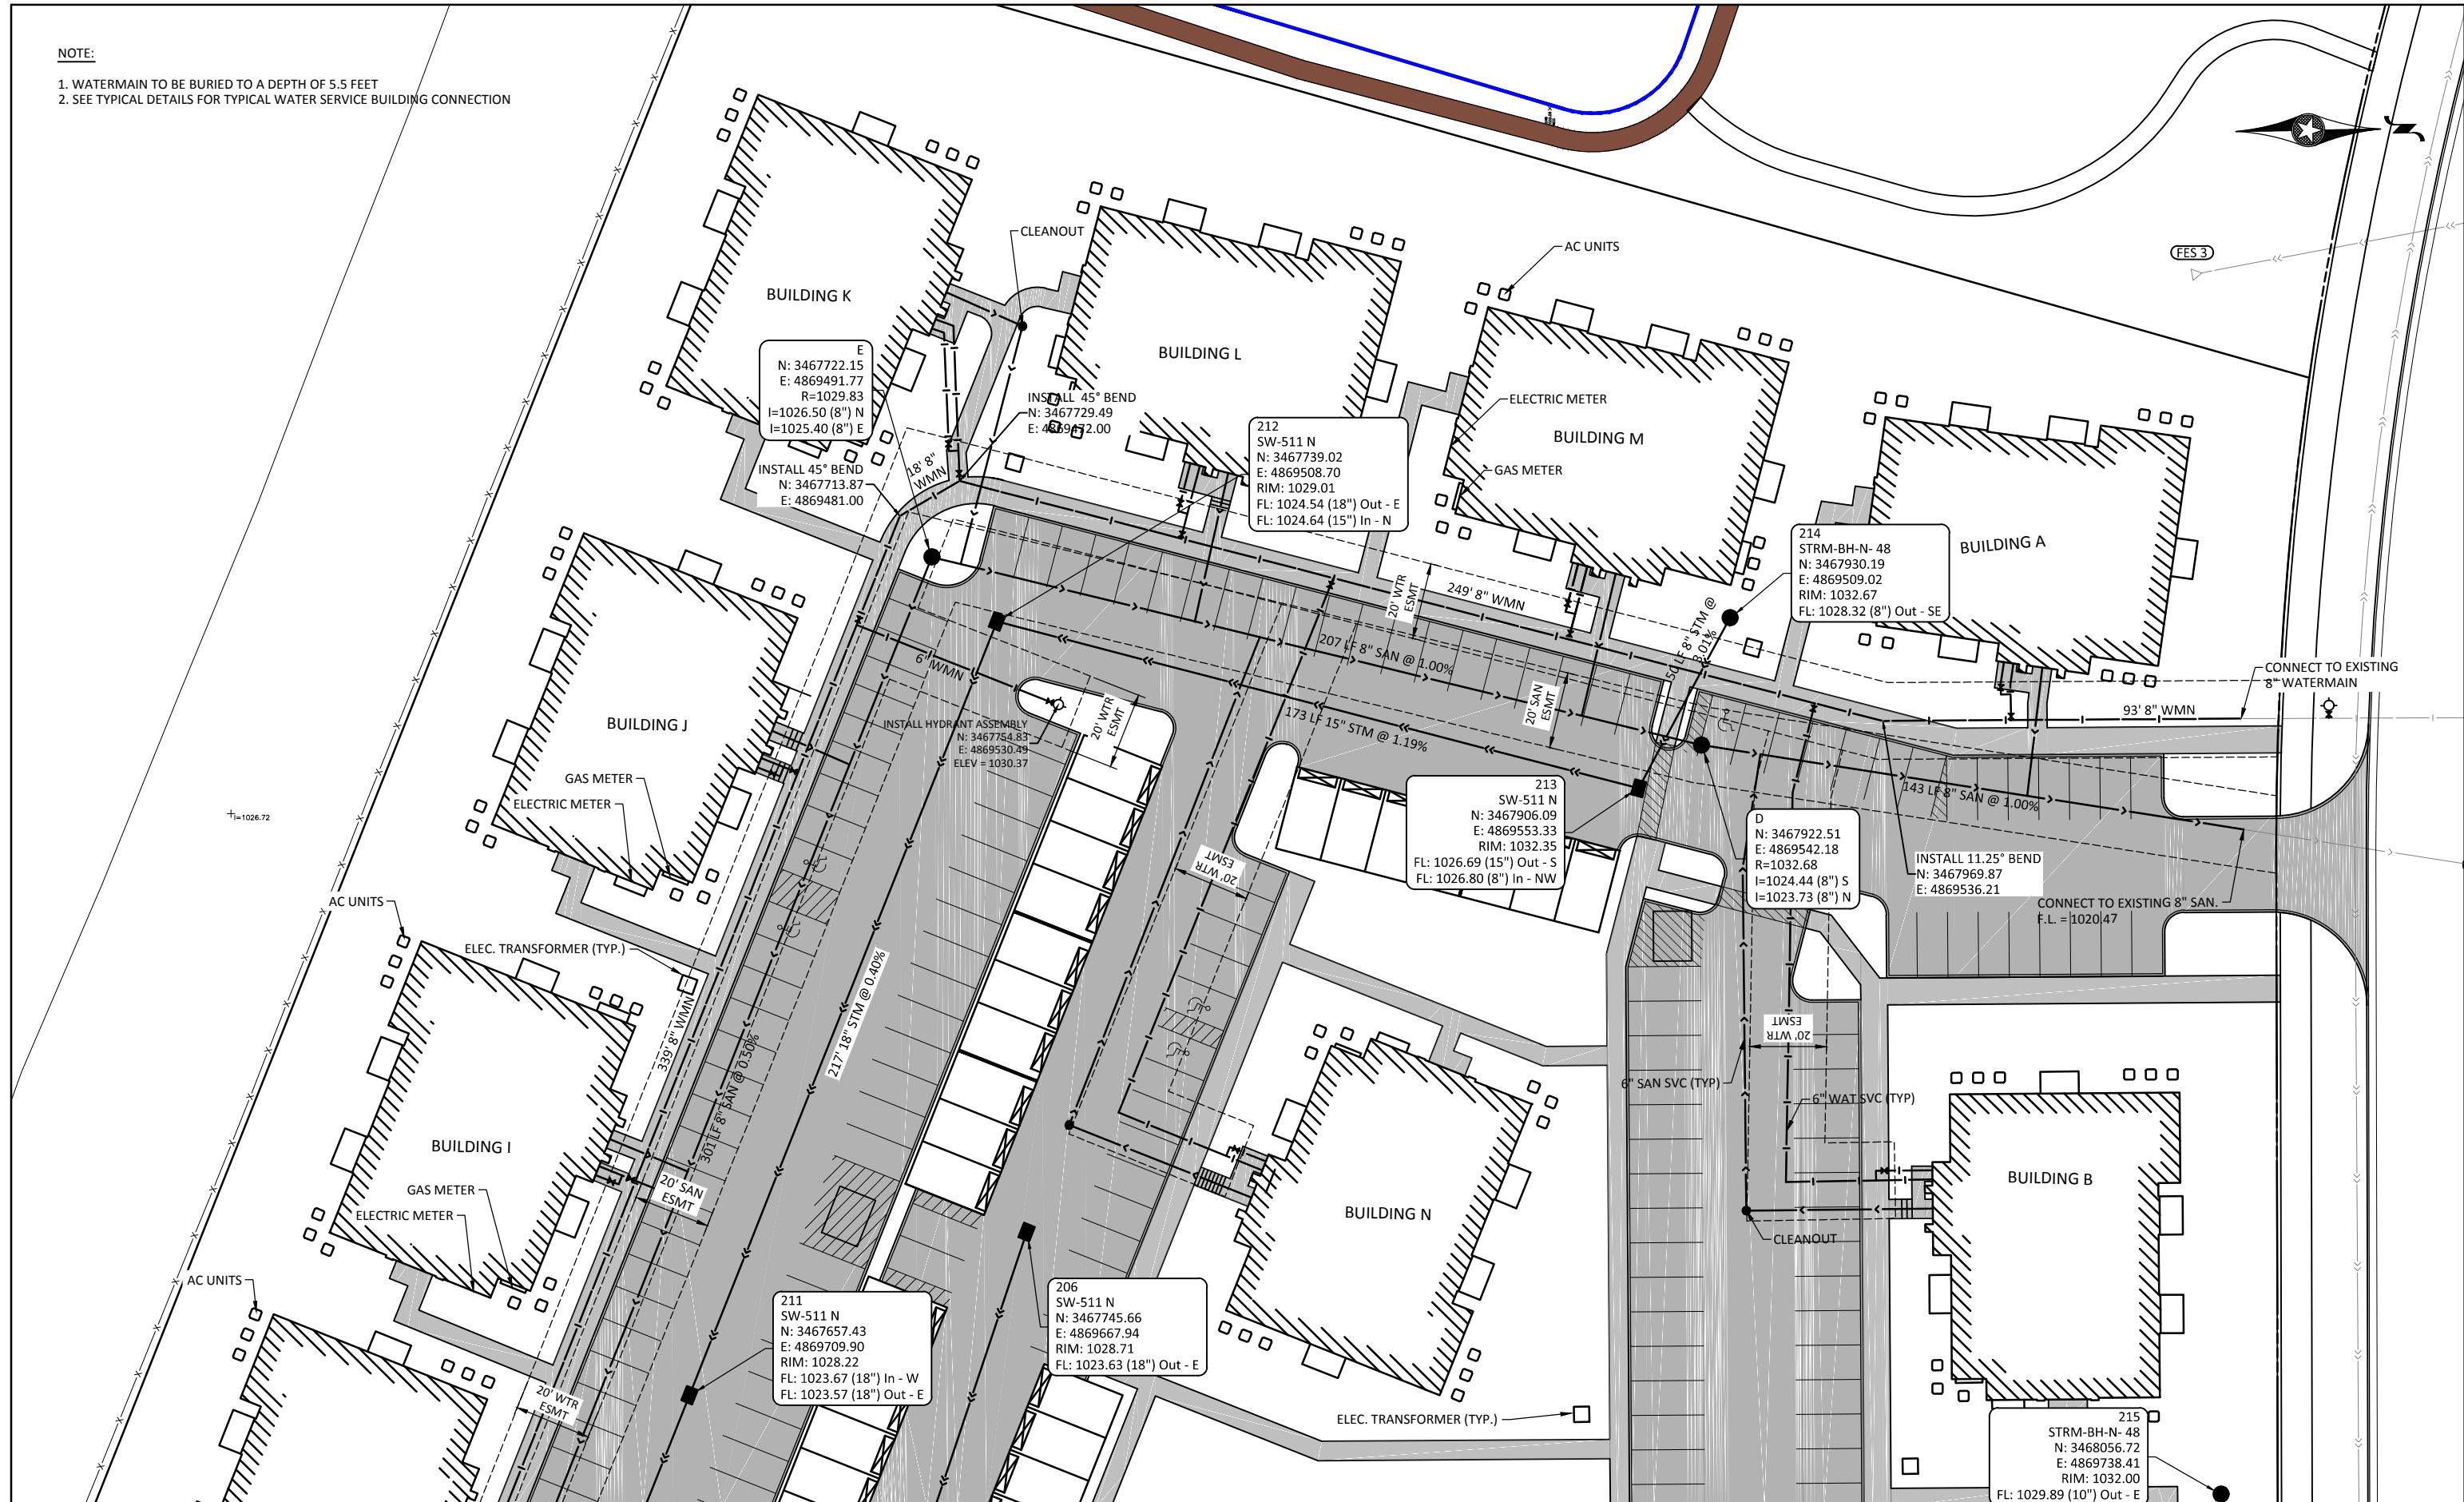 NOTE:
1. WATERMAIN TO BE BURIED TO A DEPTH OF 5.5 FEET
2. SEE TYPICAL DETAILS FOR TYPICAL WATER SERVICE BUILDING CONNECTION
N
FES 3
CLEANOUT
AC UNITS
BUILDING K
BUILDING L
BUILDING M
BUILDING A
E
N: 3467722.15
E: 4869491.77
R=1029.83
I=1026.50 (8") N
I=1025.40 (8") E
INSTALL 45° BEND
N: 3467729.49
E: 4869472.00
ELECTRIC METER
GAS METER
212
SW-511 N
N: 3467739.02
E: 4869508.70
RIM: 1029.01
FL: 1024.54 (18") Out - E
FL: 1024.64 (15") In - N
INSTALL 45° BEND
N: 3467713.87
E: 4869481.00
18' 8"
WMN
214
STRM-BH-N- 48
N: 3467930.19
E: 4869509.02
RIM: 1032.67
FL: 1028.32 (8") Out - SE
20' WTR
ESMT
249' 8" WMN
50 LF 8" STM @
3.01%
207 LF 8" SAN @ 1.00%
20' SAN
ESMT
173 LF 15" STM @ 1.19%
6" WMN
CONNECT TO EXISTING
8" WATERMAIN
93' 8" WMN
BUILDING J
INSTALL HYDRANT ASSEMBLY
N: 3467754.83
E: 4869530.49
ELEV = 1030.37
20' WTR
ESMT
GAS METER
ELECTRIC METER
I=1026.72
213
SW-511 N
N: 3467906.09
E: 4869553.33
RIM: 1032.35
FL: 1026.69 (15") Out - S
FL: 1026.80 (8") In - NW
D
N: 3467922.51
E: 4869542.18
R=1032.68
I=1024.44 (8") S
I=1023.73 (8") N
143 LF 8" SAN @ 1.00%
INSTALL 11.25° BEND
N: 3467969.87
E: 4869536.21
CONNECT TO EXISTING 8" SAN.
F.L. = 1020.47
20' WTR
ESMT
AC UNITS
ELEC. TRANSFORMER (TYP.)
339' 8" WMN
301 LF 8" SAN @ 0.50%
217' 18" STM @ 0.40%
20' WTR
ESMT
6" SAN SVC (TYP)
6" WAT SVC (TYP)
BUILDING I
20' SAN
ESMT
GAS METER
ELECTRIC METER
BUILDING N
BUILDING B
CLEANOUT
AC UNITS
211
SW-511 N
N: 3467657.43
E: 4869709.90
RIM: 1028.22
FL: 1023.67 (18") In - W
FL: 1023.57 (18") Out - E
206
SW-511 N
N: 3467745.66
E: 4869667.94
RIM: 1028.71
FL: 1023.63 (18") Out - E
20' WTR
ESMT
ELEC. TRANSFORMER (TYP.)
215
STRM-BH-N- 48
N: 3468056.72
E: 4869738.41
RIM: 1032.00
FL: 1029.89 (10") Out - E